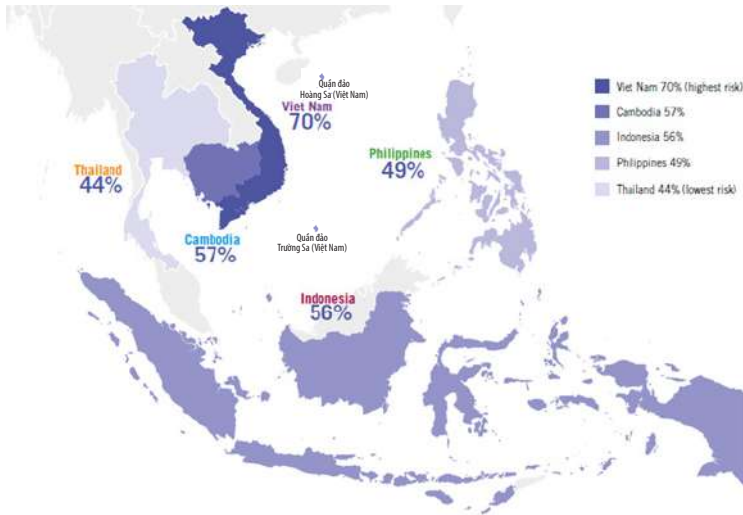 Quần đảo
Hoàng Sa (Việt Nam)
Viet Nam
70%
Philippines
49%
Thailand
44%
Cambodia
57%
Quần đảo
Trường Sa (Việt Nam)
Indonesia
56%
Viet Nam 70% (highest risk)
Cambodia 57%
Indonesia 56%
Philippines 49%
Thailand 44% (lowest risk)